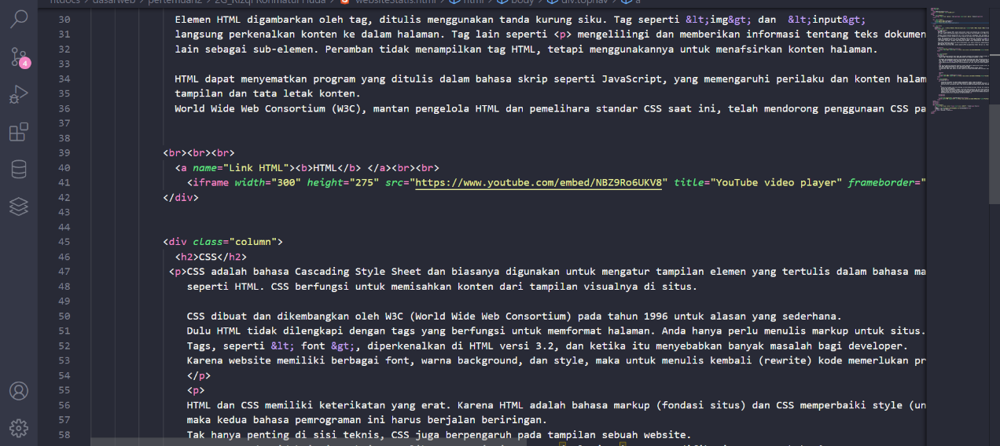 htdocs > dasarweb > pertemuan2 > ZG_Rizqi Rohmatul Huda > websiteStatis.html > html > body > div.topnav > a
4
30 Elemen HTML digambarkan oleh tag, ditulis menggunakan tanda kurung siku. Tag seperti &lt;img&gt; dan  &lt;input&gt;
31 langsung perkenalkan konten ke dalam halaman. Tag lain seperti <p> mengelilingi dan memberikan informasi tentang teks dokumen
32 lain sebagai sub-elemen. Peramban tidak menampilkan tag HTML, tetapi menggunakannya untuk menafsirkan konten halaman.
33
34 HTML dapat menyematkan program yang ditulis dalam bahasa skrip seperti JavaScript, yang memengaruhi perilaku dan konten halam
35 tampilan dan tata letak konten.
36 World Wide Web Consortium (W3C), mantan pengelola HTML dan pemelihara standar CSS saat ini, telah mendorong penggunaan CSS pa
37
38
39 <br><br><br>
40 <a name="Link HTML"><b>HTML</b> </a><br><br>
41 <iframe width="300" height="275" src="https://www.youtube.com/embed/NBZ9Ro6UKV8" title="YouTube video player" frameborder="
42 </div>
43
44
45 <div class="column">
46 <h2>CSS</h2>
47 <p>CSS adalah bahasa Cascading Style Sheet dan biasanya digunakan untuk mengatur tampilan elemen yang tertulis dalam bahasa ma
48 seperti HTML. CSS berfungsi untuk memisahkan konten dari tampilan visualnya di situs.
49
50 CSS dibuat dan dikembangkan oleh W3C (World Wide Web Consortium) pada tahun 1996 untuk alasan yang sederhana.
51 Dulu HTML tidak dilengkapi dengan tags yang berfungsi untuk memformat halaman. Anda hanya perlu menulis markup untuk situs.
52 Tags, seperti &lt; font &gt;, diperkenalkan di HTML versi 3.2, dan ketika itu menyebabkan banyak masalah bagi developer.
53 Karena website memiliki berbagai font, warna background, dan style, maka untuk menulis kembali (rewrite) kode memerlukan pr
54 </p>
55 <p>
56 HTML dan CSS memiliki keterikatan yang erat. Karena HTML adalah bahasa markup (fondasi situs) dan CSS memperbaiki style (un
57 maka kedua bahasa pemrograman ini harus berjalan beriringan.
58 Tak hanya penting di sisi teknis, CSS juga berpengaruh pada tampilan sebuah website.